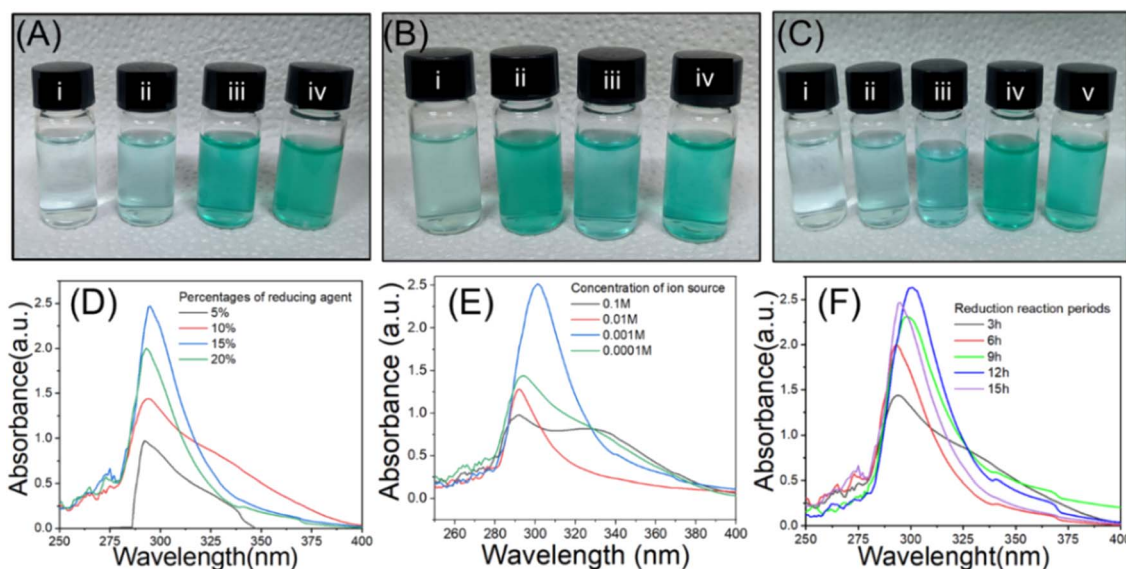 (A)
i ii iii iv
(B)
i ii iii iv
(C)
i ii iii iv v
(D)
Percentages of reducing agent
5%
10%
15%
20%
Absorbance(a.u.)
2.5
2.0
1.5
1.0
0.5
0.0
250 275 300 325 350 375 400
Wavelength(nm)
(E)
Concentration of ion source
0.1M
0.01M
0.001M
0.0001M
Absorbance (a.u.)
2.5
2.0
1.5
1.0
0.5
0.0
260 280 300 320 340 360 380 400
Wavelength (nm)
(F)
Reduction reaction periods
3h
6h
9h
12h
15h
Absorbance (a.u.)
2.5
2.0
1.5
1.0
0.5
0.0
250 275 300 325 350 375 400
Wavelenght(nm)